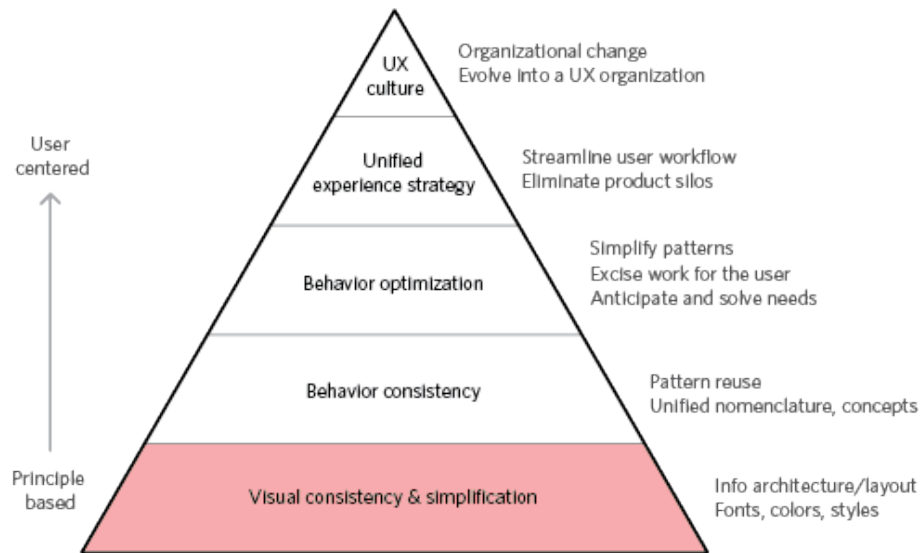 UX
culture
Organizational change
Evolve into a UX organization
User
centered
Unified
experience strategy
Streamline user workflow
Eliminate product silos
Behavior optimization
Simplify patterns
Excise work for the user
Anticipate and solve needs
Behavior consistency
Pattern reuse
Unified nomenclature, concepts
Principle
based
Visual consistency & simplification
Info architecture/layout
Fonts, colors, styles